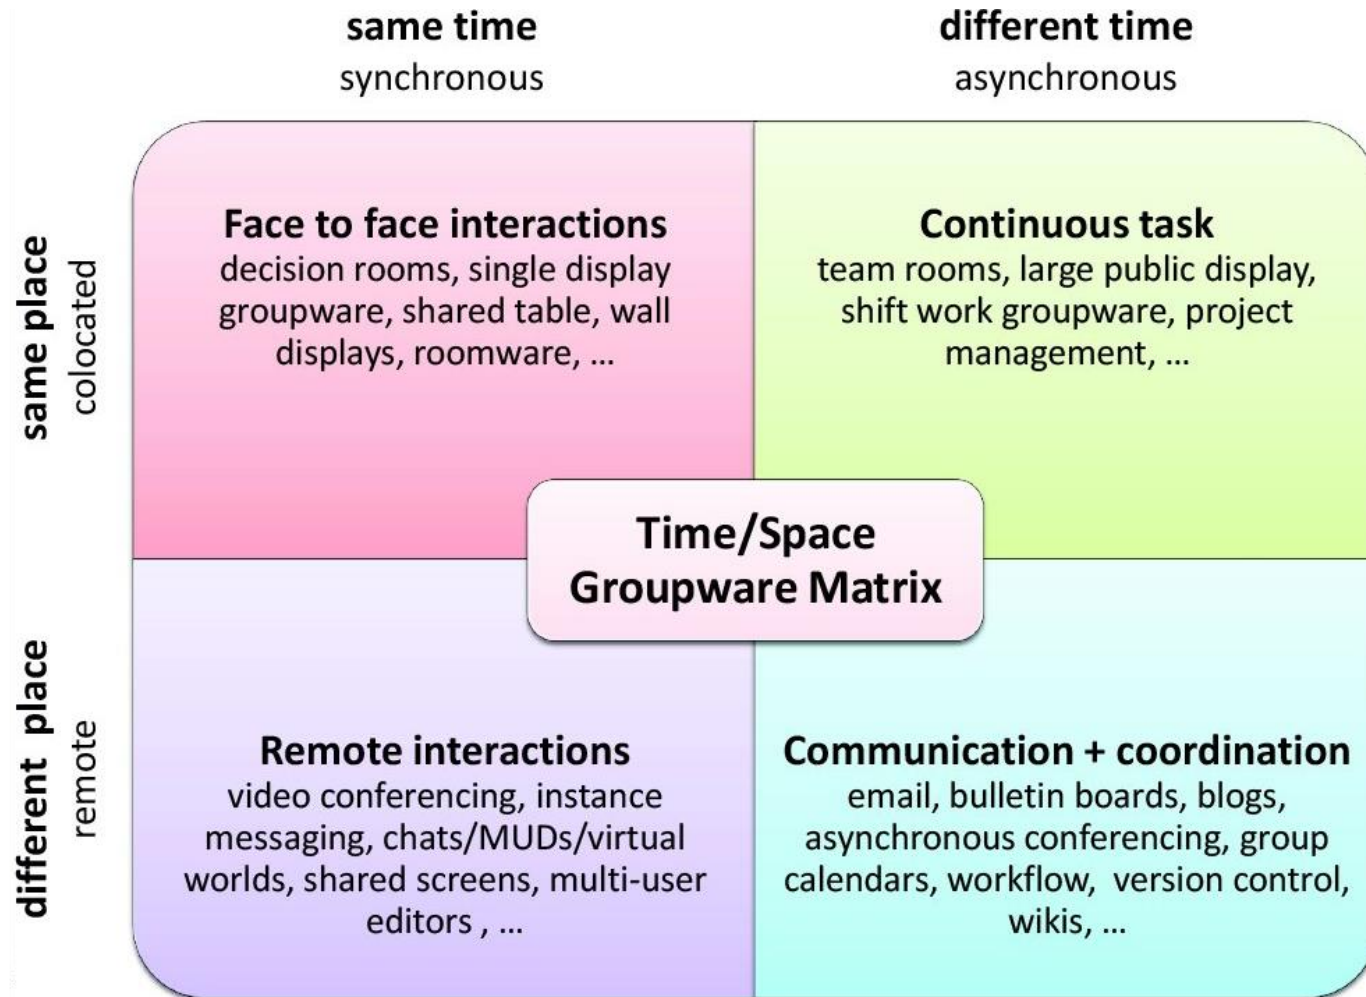 same time
synchronous
different time
asynchronous
same place
colocated
Face to face interactions
decision rooms, single display
groupware, shared table, wall
displays, roomware, ...
Continuous task
team rooms, large public display,
shift work groupware, project
management, ...
Time/Space
Groupware Matrix
different place
remote
Remote interactions
video conferencing, instance
messaging, chats/MUDs/virtual
worlds, shared screens, multi-user
editors , ...
Communication + coordination
email, bulletin boards, blogs,
asynchronous conferencing, group
calendars, workflow, version control,
wikis, ...